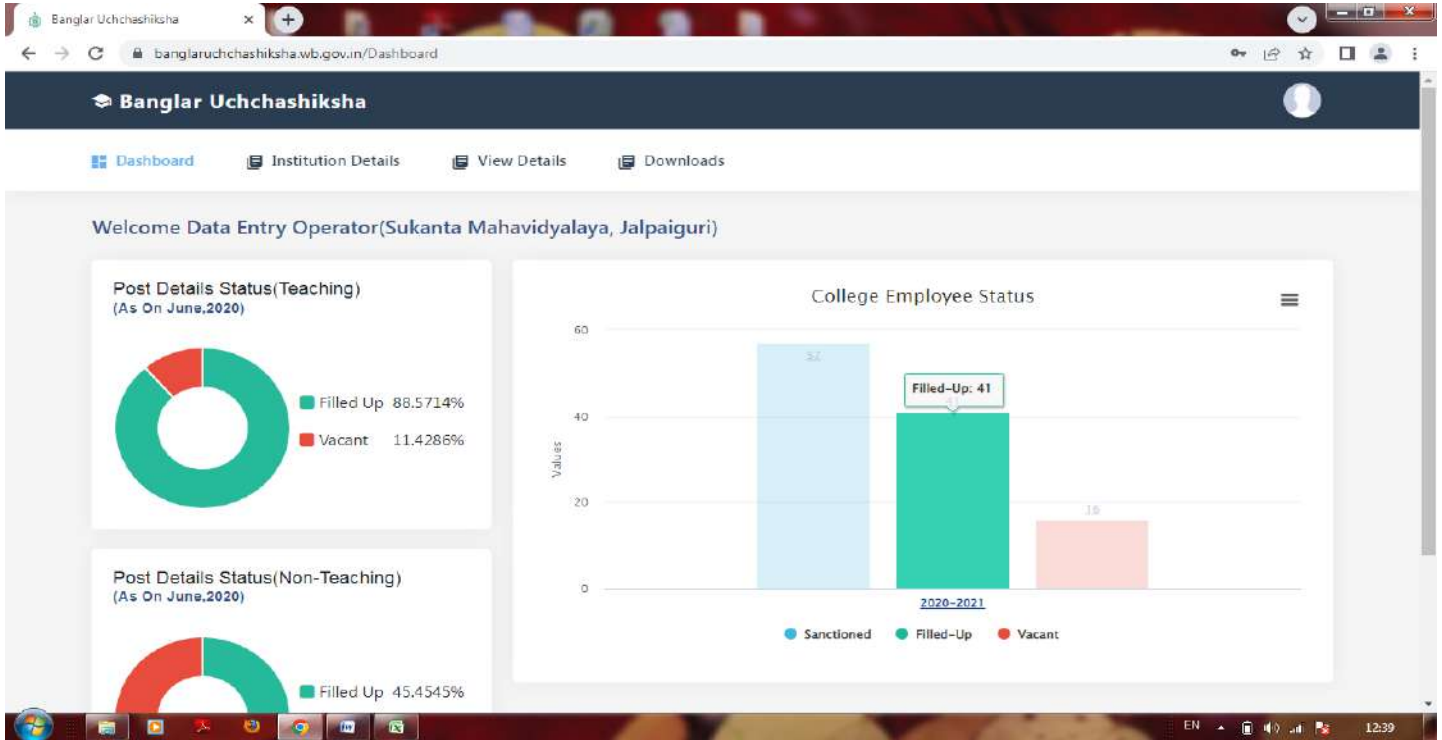 Banglar Uchchashiksha
banglaruchchashiksha.wb.gov.in/Dashboard
Banglar Uchchashiksha
Dashboard Institution Details View Details Downloads
Welcome Data Entry Operator(Sukanta Mahavidyalaya, Jalpaiguri)
Post Details Status(Teaching)
(As On June,2020)
Filled Up 88.5714%
Vacant 11.4286%
College Employee Status
60
57
Filled-Up: 41
41
40
Values
20
16
0
2020-2021
Sanctioned Filled-Up Vacant
Post Details Status(Non-Teaching)
(As On June,2020)
Filled Up 45.4545%
EN 12:39